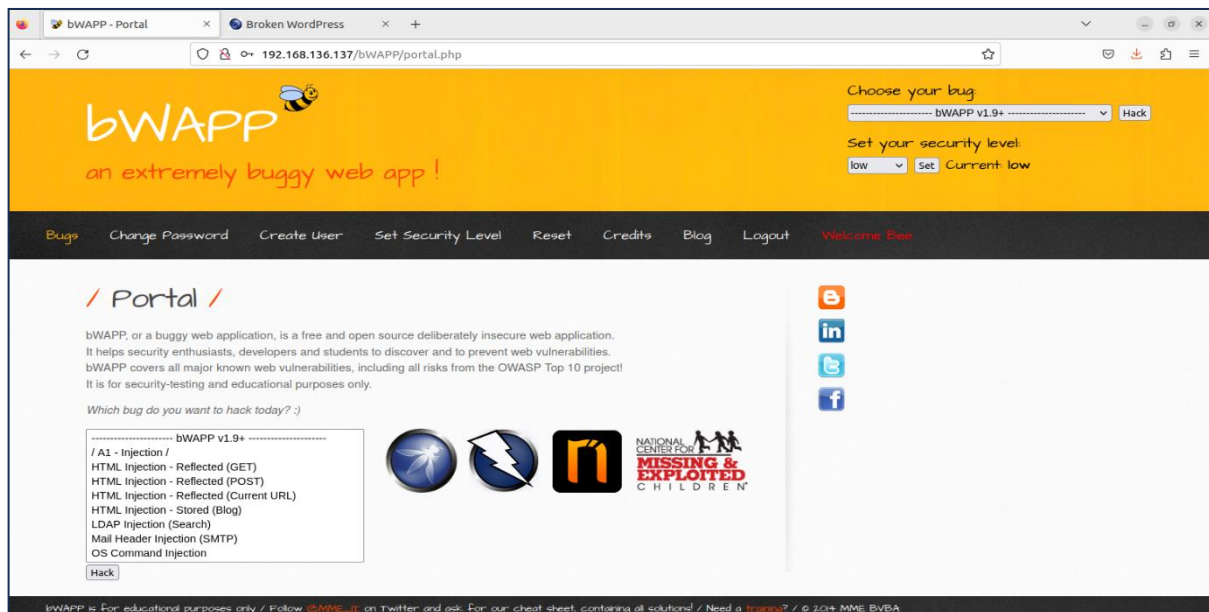 bWAPP - Portal
Broken WordPress
192.168.136.137/bWAPP/portal.php
bWAPP
an extremely buggy web app !
Choose your bug:
---------------------- bWAPP v1.9+ ----------------------
Hack
Set your security level:
low
Set
Current: low
Bugs
Change Password
Create User
Set Security Level
Reset
Credits
Blog
Logout
Welcome Bee
/ Portal /
bWAPP, or a buggy web application, is a free and open source deliberately insecure web application.
It helps security enthusiasts, developers and students to discover and to prevent web vulnerabilities.
bWAPP covers all major known web vulnerabilities, including all risks from the OWASP Top 10 project!
It is for security-testing and educational purposes only.
Which bug do you want to hack today? :)
---------------------- bWAPP v1.9+ ----------------------
/ A1 - Injection /
HTML Injection - Reflected (GET)
HTML Injection - Reflected (POST)
HTML Injection - Reflected (Current URL)
HTML Injection - Stored (Blog)
LDAP Injection (Search)
Mail Header Injection (SMTP)
OS Command Injection
Hack
NATIONAL
CENTER FOR
MISSING &
EXPLOITED
CHILDREN®
bWAPP is for educational purposes only / Follow @MME_IT on Twitter and ask for our cheat sheet, containing all solutions! / Need a training? / © 2014 MME BVBA